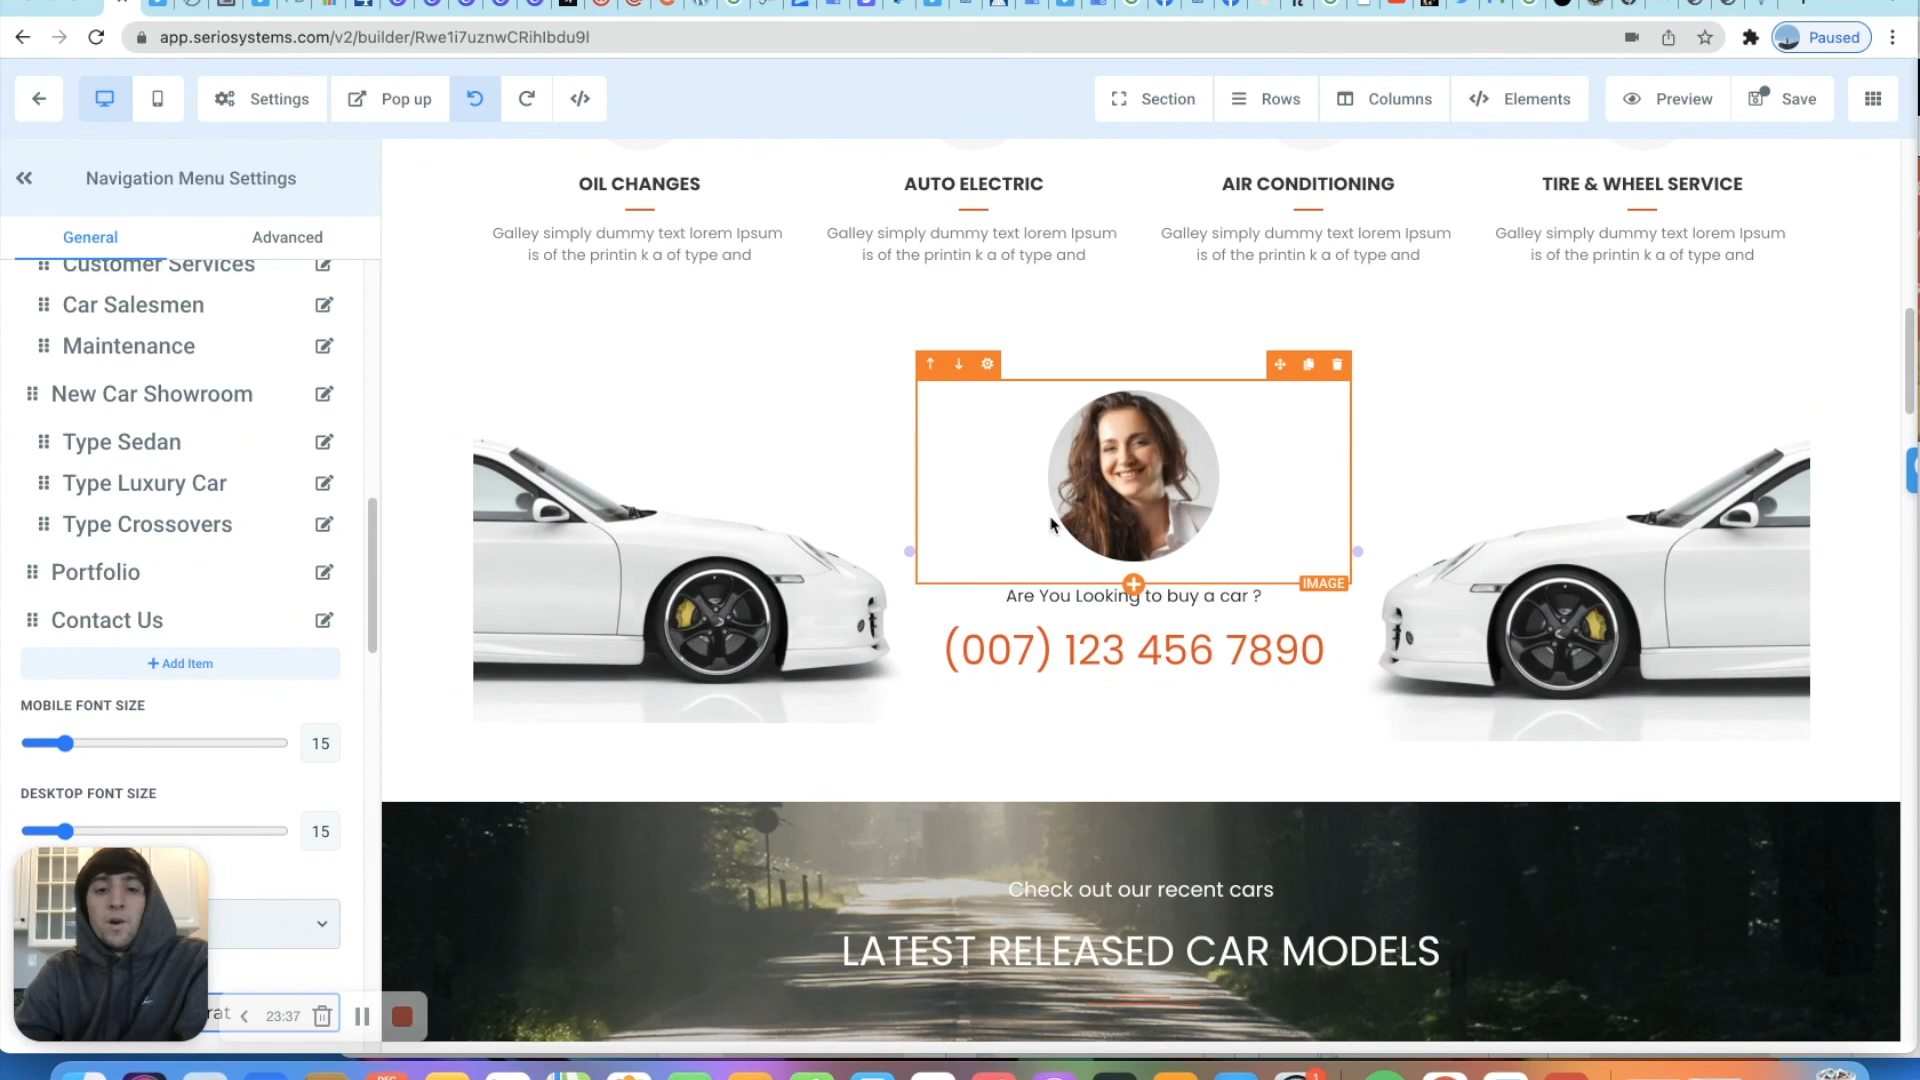 app.seriosystems.com/v2/builder/Rwe1i7uznwCRihIbdu9I
Paused
Settings
Pop up
Section
Rows
Columns
Elements
Preview
Save
Navigation Menu Settings
General
Advanced
Customer Services
Car Salesmen
Maintenance
New Car Showroom
Type Sedan
Type Luxury Car
Type Crossovers
Portfolio
Contact Us
+ Add Item
MOBILE FONT SIZE
15
DESKTOP FONT SIZE
15
rat
23:37
OIL CHANGES
Galley simply dummy text lorem Ipsum
is of the printin k a of type and
AUTO ELECTRIC
Galley simply dummy text lorem Ipsum
is of the printin k a of type and
AIR CONDITIONING
Galley simply dummy text lorem Ipsum
is of the printin k a of type and
TIRE & WHEEL SERVICE
Galley simply dummy text lorem Ipsum
is of the printin k a of type and
IMAGE
Are You Looking to buy a car ?
(007) 123 456 7890
Check out our recent cars
LATEST RELEASED CAR MODELS